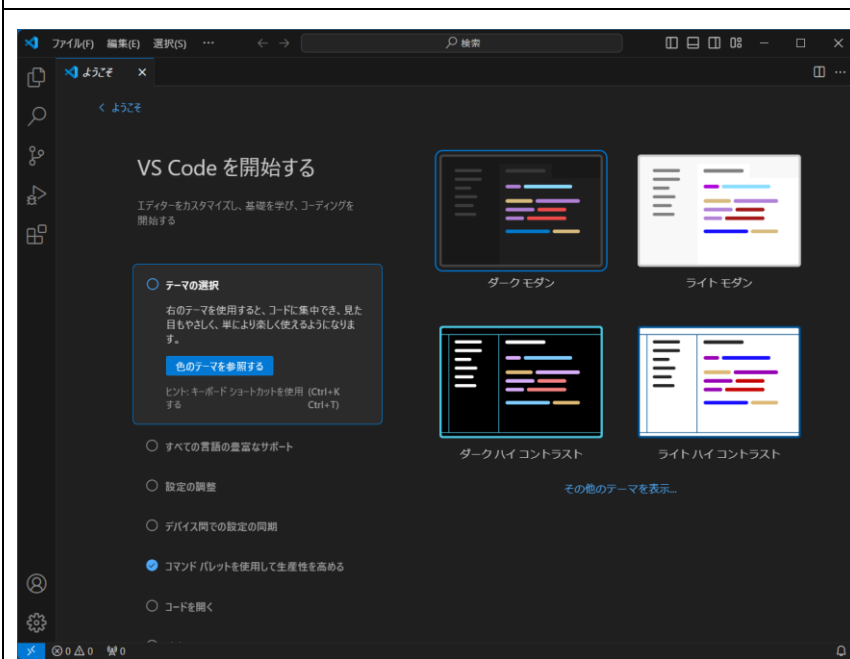 ファイル(F) 編集(E) 選択(S) … ← → 検索
ようこそ ×
< ようこそ
VS Code を開始する
エディターをカスタマイズし、基礎を学び、コーディングを
開始する
テーマの選択
右のテーマを使用すると、コードに集中でき、見た
目もやさしく、単により楽しく使えるようになりま
す。
色のテーマを参照する
ヒント: キーボード ショートカットを使用 (Ctrl+K
する Ctrl+T)
すべての言語の豊富なサポート
設定の調整
デバイス間での設定の同期
コマンド パレットを使用して生産性を高める
コードを開く
ダーク モダン
ライト モダン
ダーク ハイ コントラスト
ライト ハイ コントラスト
その他のテーマを表示...
0 0 0